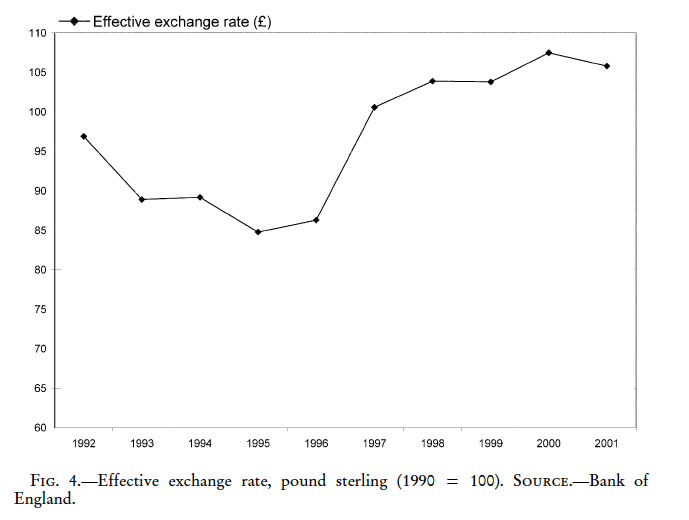 Effective exchange rate (£)
110
105
100
95
90
85
80
75
70
65
60
1992 1993 1994 1995 1996 1997 1998 1999 2000 2001
FIG. 4.—Effective exchange rate, pound sterling (1990 = 100). SOURCE.—Bank of
England.